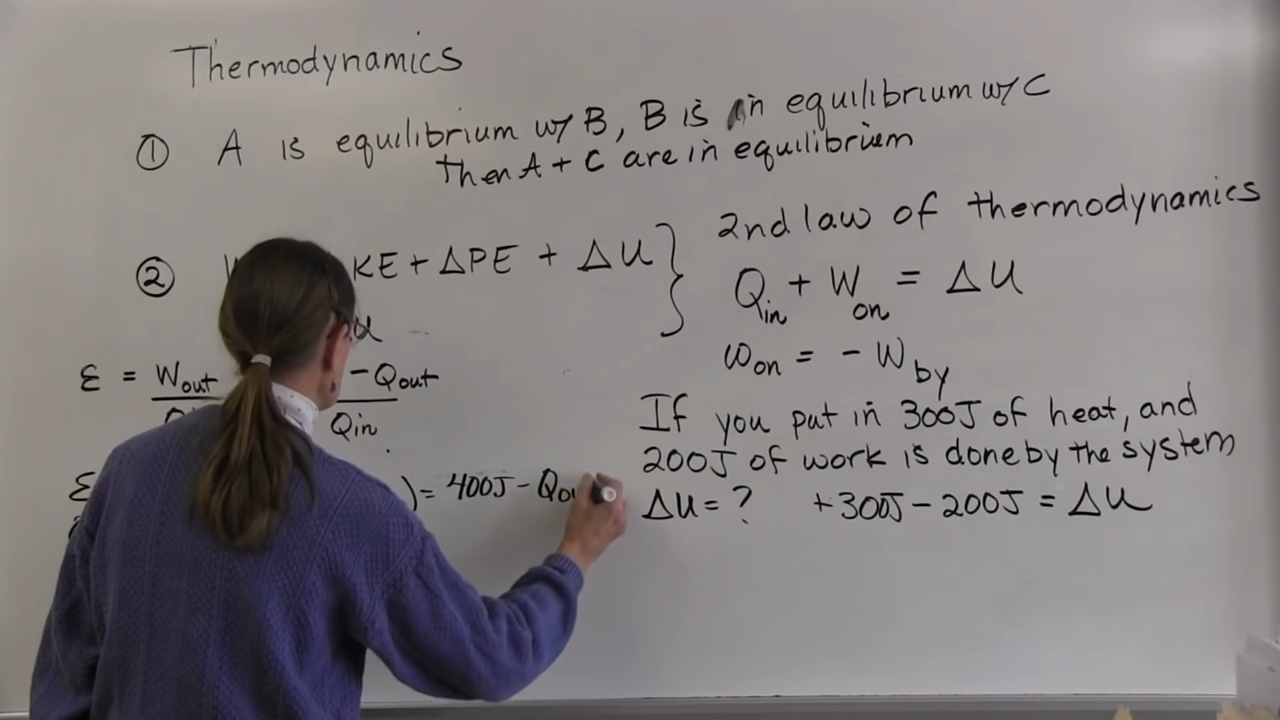 Thermodynamics
① A is equilibrium w/ B, B is in equilibrium w/ C
then A + C are in equilibrium
② KE + ΔPE + ΔU }
2nd law of thermodynamics
Q_in + W_on = ΔU
W_on = - W_by
ε = W_out - Q_out
Q_in
ε ) = 400J - Q
If you put in 300J of heat, and
200J of work is done by the system
ΔU = ? +300J - 200J = ΔU